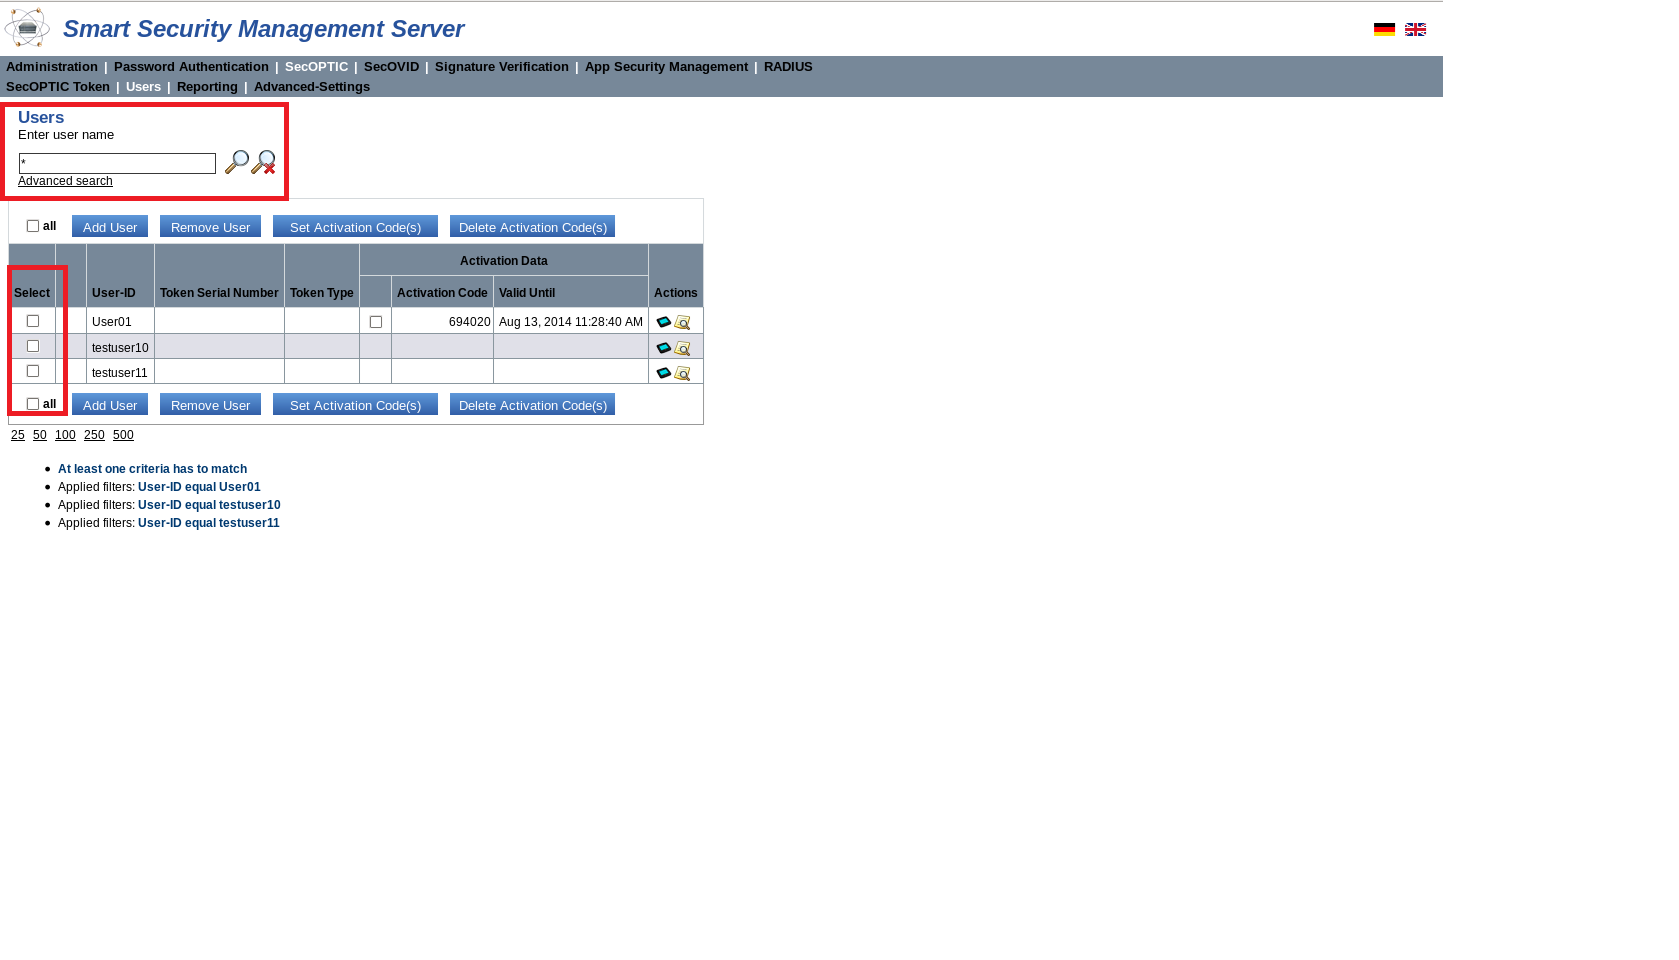 Smart Security Management Server
Administration | Password Authentication | SecOPTIC | SecOVID | Signature Verification | App Security Management | RADIUS
SecOPTIC Token | Users | Reporting | Advanced-Settings
Users
Enter user name
*
Advanced search
all Add User Remove User Set Activation Code(s) Delete Activation Code(s)
Activation Data
Select User-ID Token Serial Number Token Type Activation Code Valid Until Actions
User01 694020 Aug 13, 2014 11:28:40 AM
testuser10
testuser11
all Add User Remove User Set Activation Code(s) Delete Activation Code(s)
25 50 100 250 500
At least one criteria has to match
Applied filters: User-ID equal User01
Applied filters: User-ID equal testuser10
Applied filters: User-ID equal testuser11